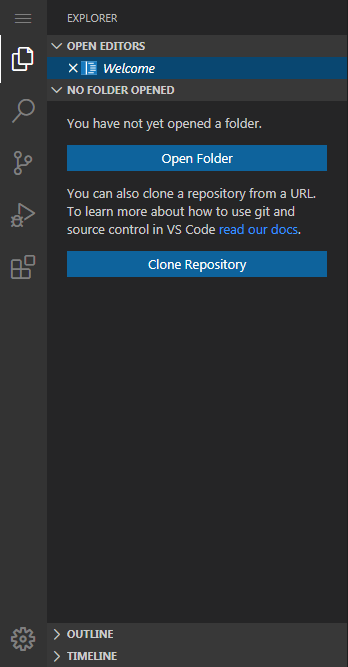 EXPLORER
OPEN EDITORS
Welcome
NO FOLDER OPENED
You have not yet opened a folder.
Open Folder
You can also clone a repository from a URL.
To learn more about how to use git and
source control in VS Code read our docs.
Clone Repository
OUTLINE
TIMELINE